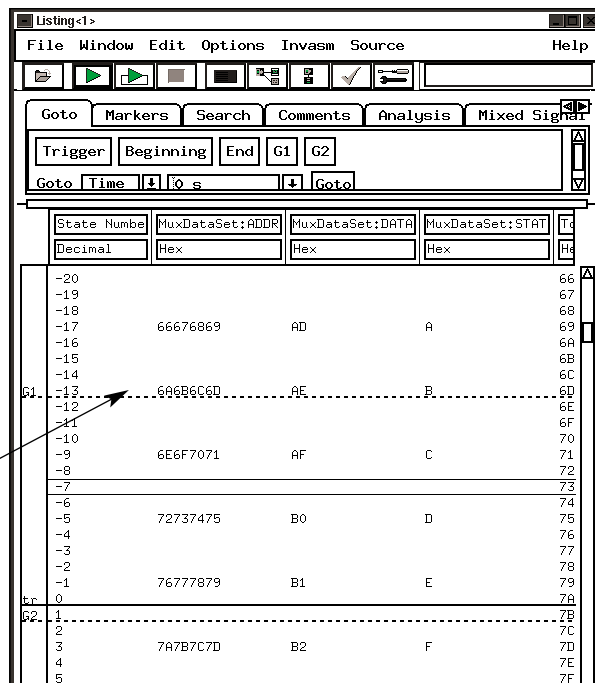 Listing<1>
File Window Edit Options Invasm Source Help
Goto Markers Search Comments Analysis Mixed Signal
Trigger Beginning End G1 G2
Goto Time 0 s Goto
State Numbe MuxDataSet:ADDR MuxDataSet:DATA MuxDataSet:STAT To
Decimal Hex Hex Hex He
-20 66
-19 67
-18 68
-17 66676869 AD A 69
-16 6A
-15 6B
-14 6C
G1 -13 6A6B6C6D AE B 6D
-12 6E
-11 6F
-10 70
-9 6E6F7071 AF C 71
-8 72
-7 73
-6 74
-5 72737475 B0 D 75
-4 76
-3 77
-2 78
-1 76777879 B1 E 79
tr 0 7A
G2 1 7B
2 7C
3 7A7B7C7D B2 F 7D
4 7E
5 7F